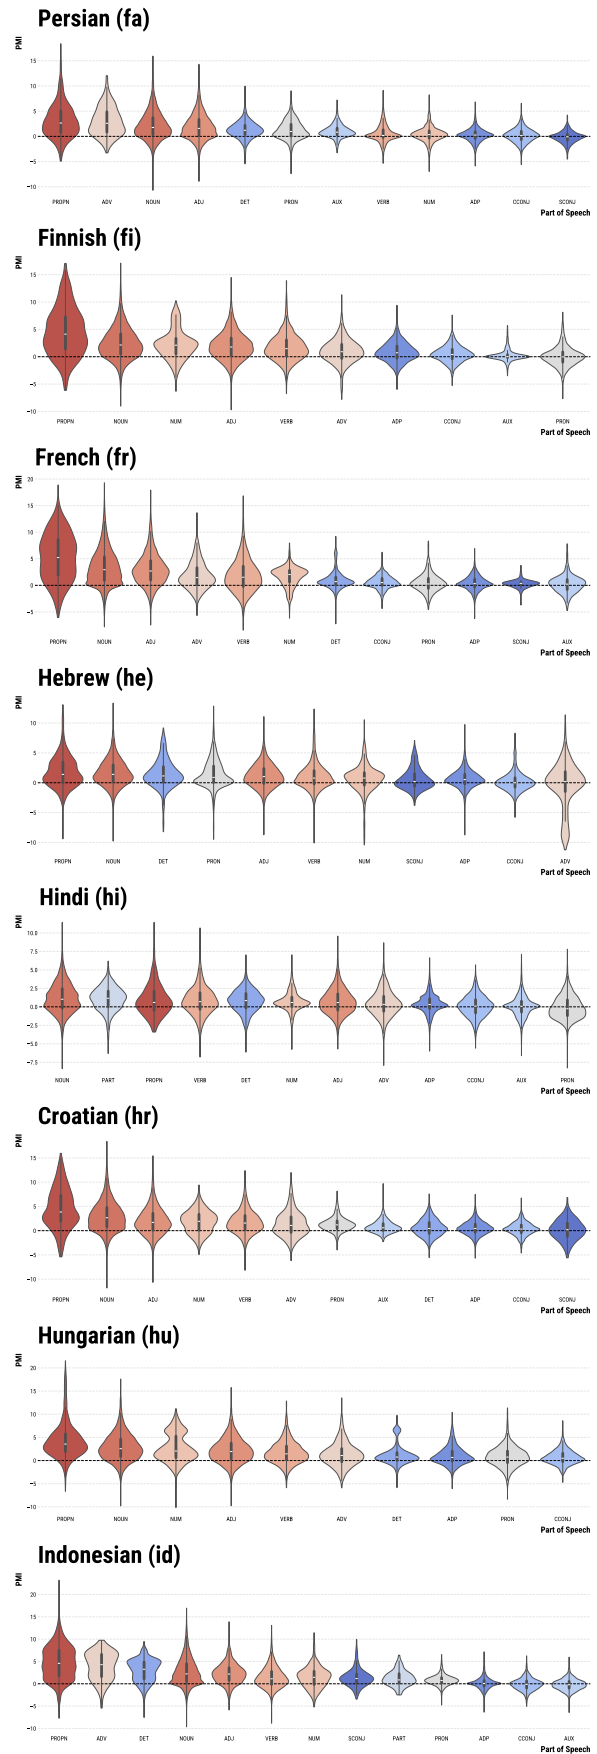 Persian (fa)
PMI
15
10
5
0
−5
−10
PROPN ADV NOUN ADJ DET PRON AUX VERB NUM ADP CCONJ SCONJ
Part of Speech
Finnish (fi)
PMI
15
10
5
0
−5
−10
PROPN NOUN NUM ADJ VERB ADV ADP CCONJ AUX PRON
Part of Speech
French (fr)
PMI
20
15
10
5
0
−5
PROPN NOUN ADJ ADV VERB NUM DET CCONJ PRON ADP SCONJ AUX
Part of Speech
Hebrew (he)
PMI
10
5
0
−5
−10
PROPN NOUN DET PRON ADJ VERB NUM SCONJ ADP CCONJ ADV
Part of Speech
Hindi (hi)
PMI
10.0
7.5
5.0
2.5
0.0
−2.5
−5.0
−7.5
NOUN PART PROPN VERB DET NUM ADJ ADV ADP CCONJ AUX PRON
Part of Speech
Croatian (hr)
PMI
15
10
5
0
−5
−10
PROPN NOUN ADJ NUM VERB ADV PRON AUX DET ADP CCONJ SCONJ
Part of Speech
Hungarian (hu)
PMI
20
15
10
5
0
−5
−10
PROPN NOUN NUM ADJ VERB ADV DET ADP PRON CCONJ
Part of Speech
Indonesian (id)
PMI
20
15
10
5
0
−5
−10
PROPN ADV DET NOUN ADJ VERB NUM SCONJ PART PRON ADP CCONJ AUX
Part of Speech